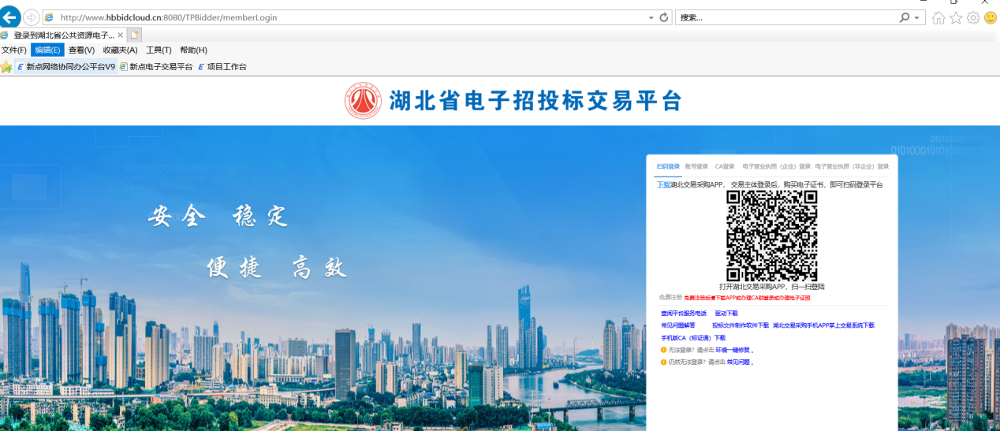 http://www.hbbidcloud.cn:8080/TPBidder/memberLogin
搜索...
登录到湖北省公共资源电子...
文件(F) 编辑(E) 查看(V) 收藏夹(A) 工具(T) 帮助(H)
新点网络协同办公平台V9 新点电子交易平台 项目工作台
湖北省电子招投标交易平台
安全 稳定
便捷 高效
扫码登录 账号登录 CA登录 电子营业执照（企业）登录 电子营业执照（非企业）登录
下载湖北交易采购APP， 交易主体登录后，购买电子证书，即可扫码登录平台
打开湖北交易采购APP，扫一扫登陆
免费注册 免费注册后请下载APP或办理CA锁登录或办理电子证照
查阅平台服务电话 驱动下载
常见问题解答 投标文件制作软件下载 湖北交易采购手机APP掌上交易系统下载
手机版CA（标证通）下载
无法登录？请点击 环境一键修复 。
仍然无法登录？请点击 常见问题 。